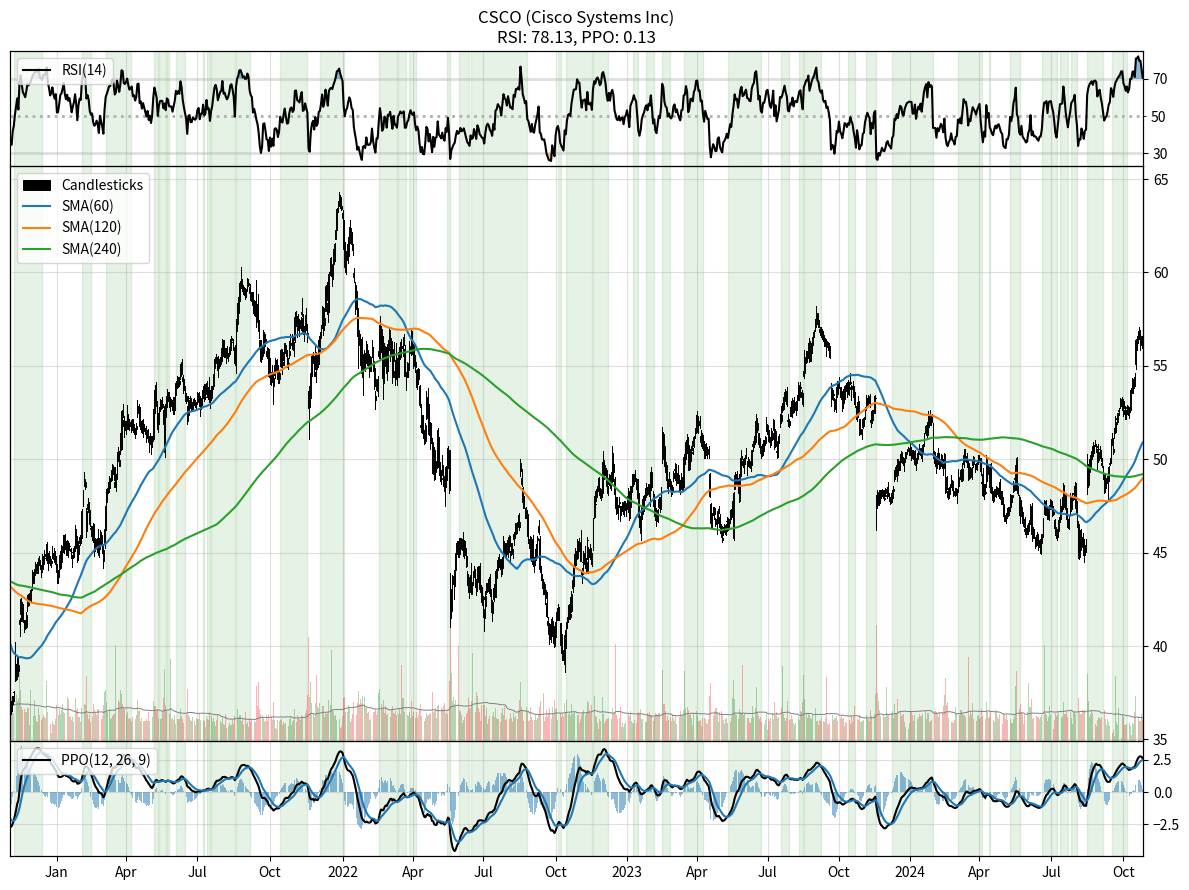 CSCO (Cisco Systems Inc)
RSI: 78.13, PPO: 0.13
RSI(14)
70
50
30
Candlesticks
SMA(60)
SMA(120)
SMA(240)
65
60
55
50
45
40
35
PPO(12, 26, 9)
2.5
0.0
−2.5
Jan Apr Jul Oct 2022 Apr Jul Oct 2023 Apr Jul Oct 2024 Apr Jul Oct